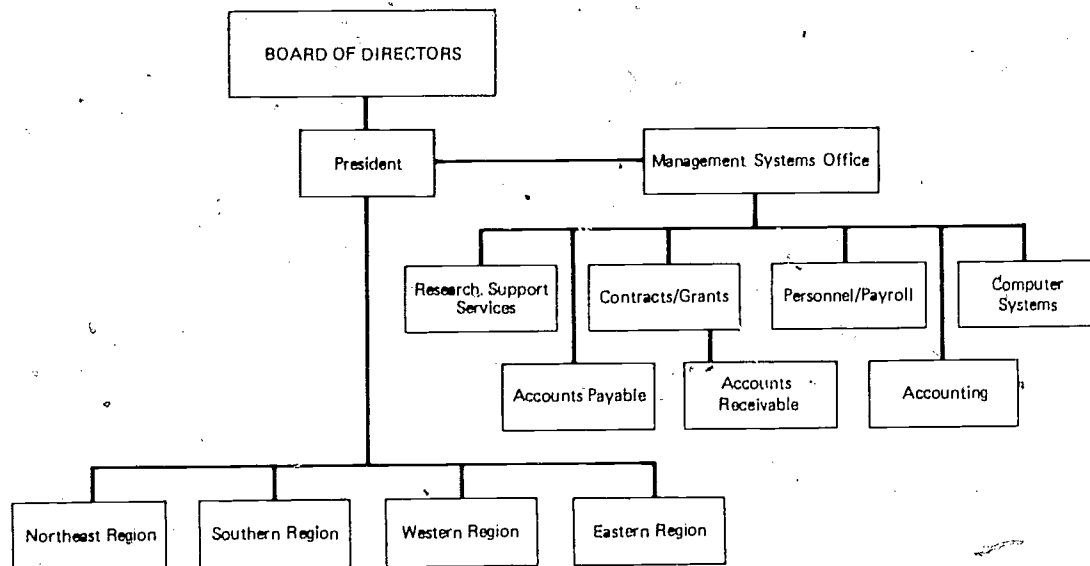 BOARD OF DIRECTORS
President
Management Systems Office
Research Support
Services
Contracts/Grants
Personnel/Payroll
Computer
Systems
Accounts Payable
Accounts
Receivable
Accounting
Northeast Region
Southern Region
Western Region
Eastern Region